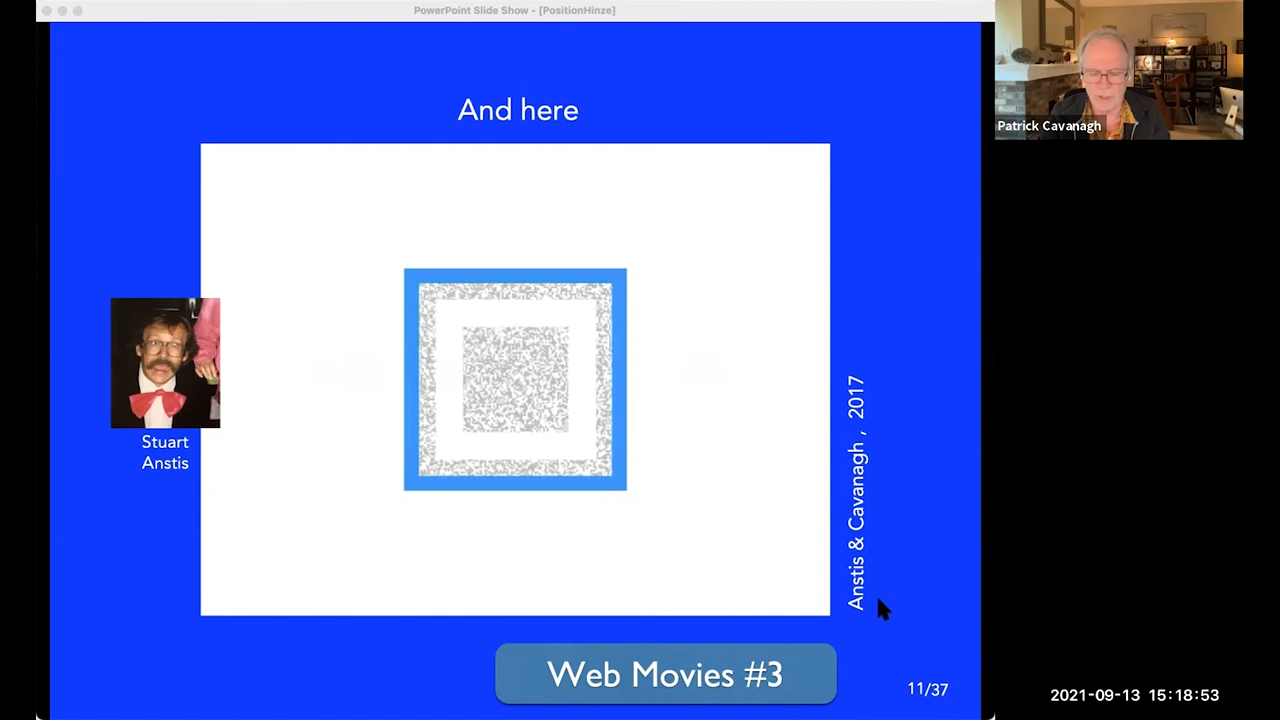 PowerPoint Slide Show - [PositionHinze]
And here
Stuart
Anstis
Anstis & Cavanagh , 2017
Web Movies #3
11/37
Patrick Cavanagh
2021-09-13 15:18:53